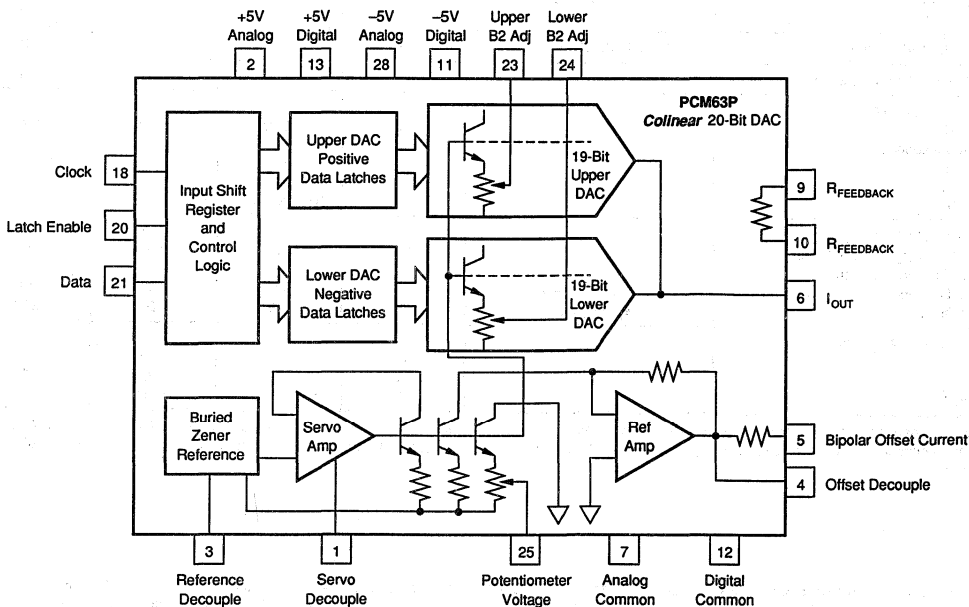 +5V
Analog
+5V
Digital
–5V
Analog
–5V
Digital
Upper
B2 Adj
Lower
B2 Adj
2
13
28
11
23
24
PCM63P
Colinear 20-Bit DAC
Clock
18
Latch Enable
20
Data
21
Input Shift
Register
and
Control
Logic
Upper DAC
Positive
Data Latches
19-Bit
Upper
DAC
Lower DAC
Negative
Data Latches
19-Bit
Lower
DAC
9
RFEEDBACK
10
RFEEDBACK
6
IOUT
Buried
Zener
Reference
Servo
Amp
Ref
Amp
5
Bipolar Offset Current
4
Offset Decouple
3
1
25
7
12
Reference
Decouple
Servo
Decouple
Potentiometer
Voltage
Analog
Common
Digital
Common